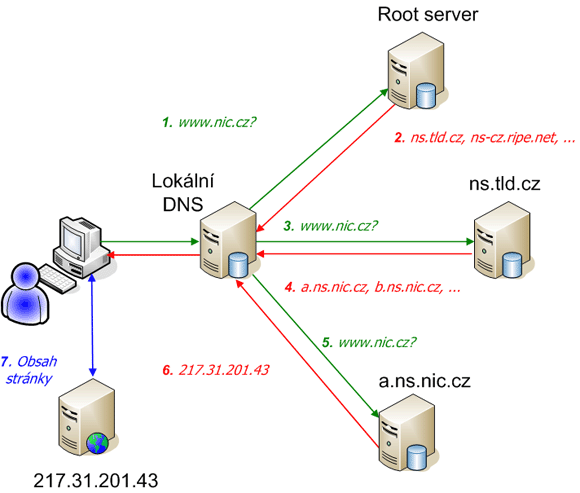 Root server
1. www.nic.cz?
2. ns.tld.cz, ns-cz.ripe.net, ...
Lokální
DNS
ns.tld.cz
3. www.nic.cz?
4. a.ns.nic.cz, b.ns.nic.cz, ...
5. www.nic.cz?
6. 217.31.201.43
7. Obsah
stránky
a.ns.nic.cz
217.31.201.43